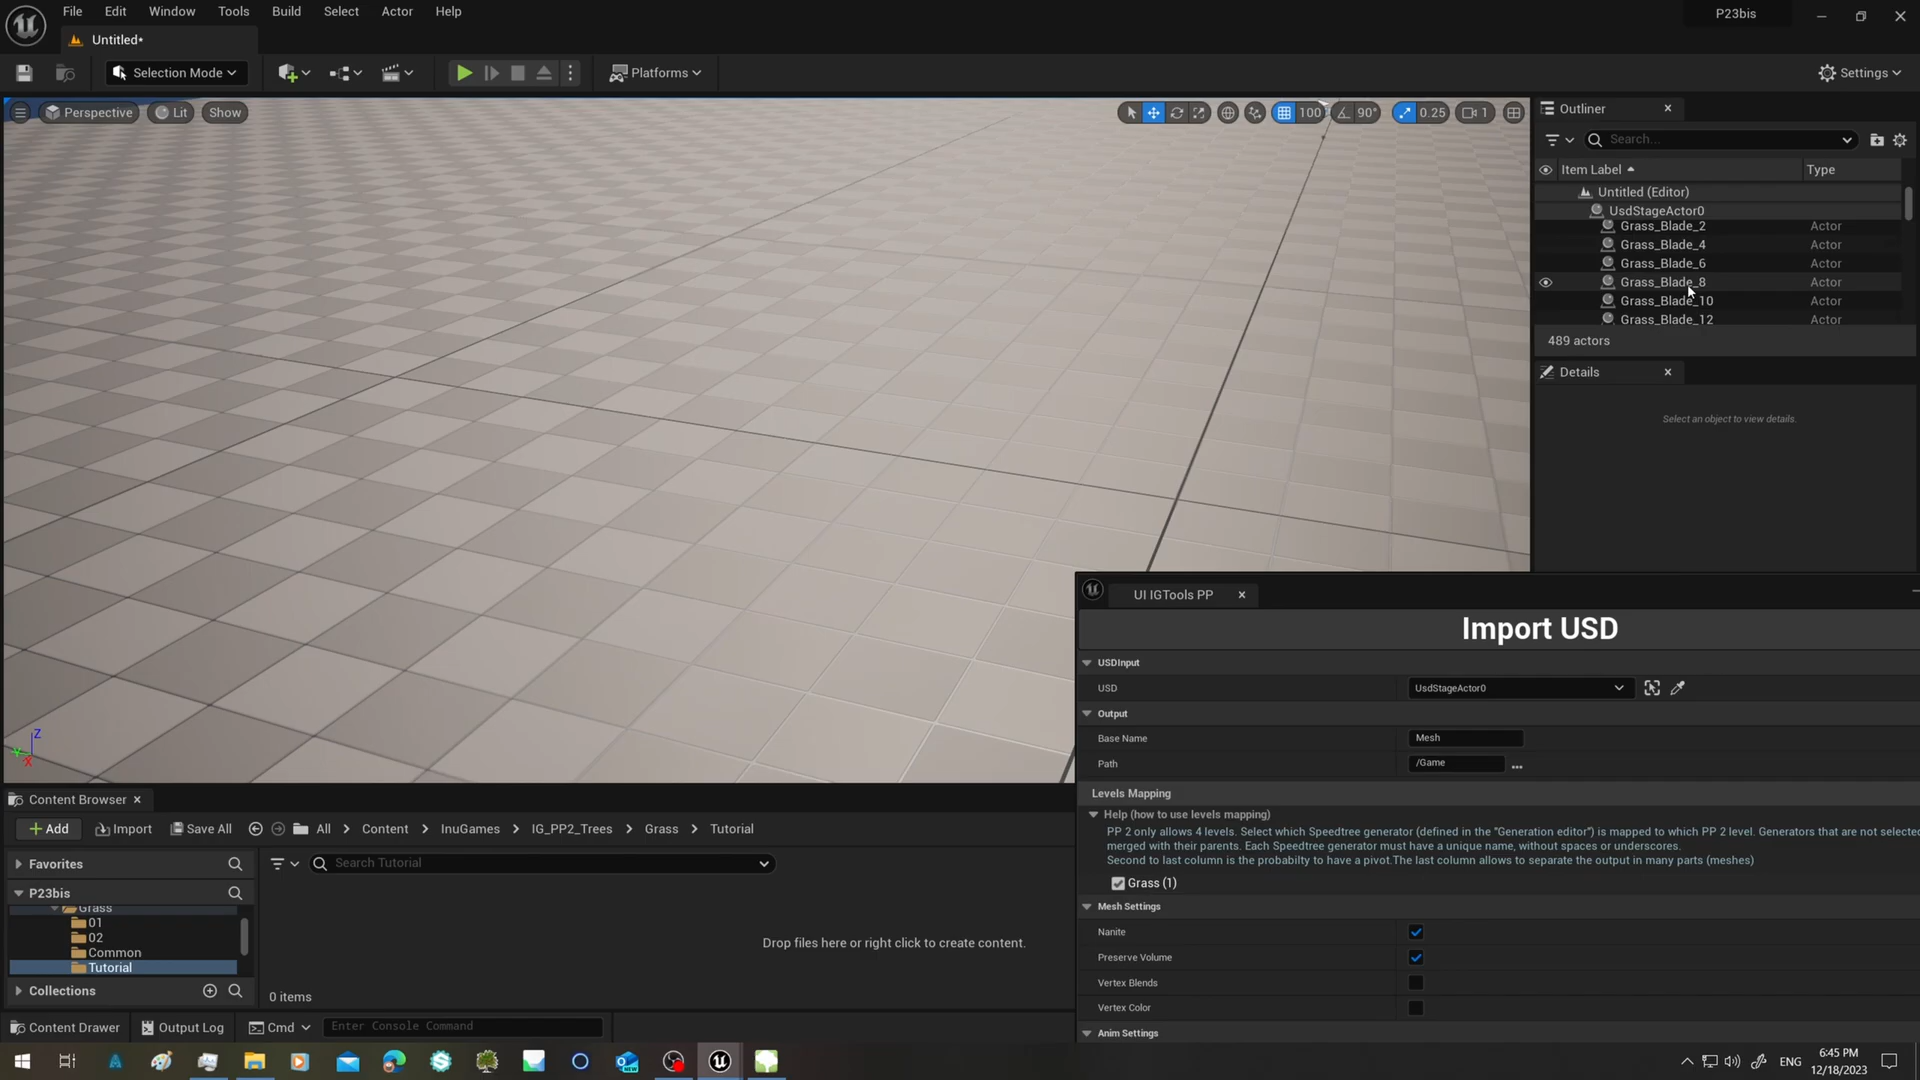 File Edit Window Tools Build Select Actor Help
P23bis
Untitled*
Selection Mode
Platforms
Settings
Perspective Lit Show
100 90° 0.25 1
Outliner
Search...
Item Label Type
Untitled (Editor)
UsdStageActor0
Grass_Blade_2 Actor
Grass_Blade_4 Actor
Grass_Blade_6 Actor
Grass_Blade_8 Actor
Grass_Blade_10 Actor
Grass_Blade_12 Actor
489 actors
Details
Select an object to view details.
UI IGTools PP
Import USD
USDInput
USD UsdStageActor0
Output
Base Name Mesh
Path /Game ...
Levels Mapping
Help (how to use levels mapping)
PP 2 only allows 4 levels. Select which Speedtree generator (defined in the "Generation editor") is mapped to which PP 2 level. Generators that are not selected
merged with their parents. Each Speedtree generator must have a unique name, without spaces or underscores.
Second to last column is the probabilty to have a pivot.The last column allows to separate the output in many parts (meshes)
Grass (1)
Mesh Settings
Nanite
Preserve Volume
Vertex Blends
Vertex Color
Anim Settings
Z
X
Content Browser
+ Add Import Save All All > Content > InuGames > IG_PP2_Trees > Grass > Tutorial
Favorites
Search Tutorial
P23bis
Grass
01
02
Common
Tutorial
Drop files here or right click to create content.
Collections
0 items
Content Drawer Output Log Cmd Enter Console Command
NEW
ENG
6:45 PM
12/18/2023